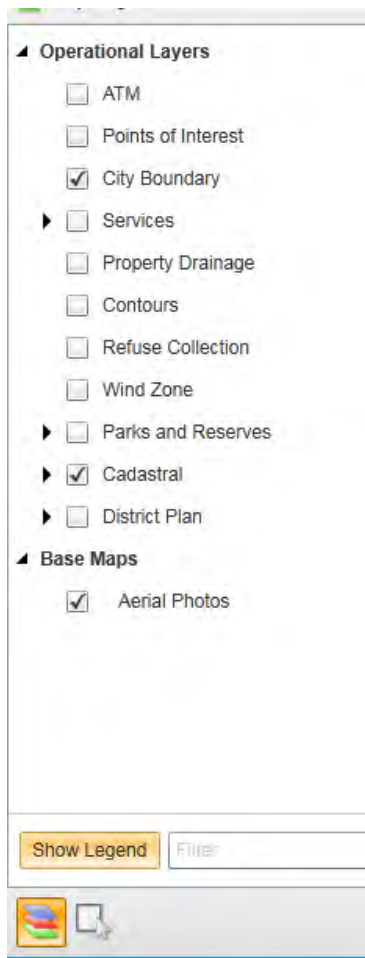 Operational Layers
ATM
Points of Interest
City Boundary
Services
Property Drainage
Contours
Refuse Collection
Wind Zone
Parks and Reserves
Cadastral
District Plan
Base Maps
Aerial Photos
Show Legend Filter